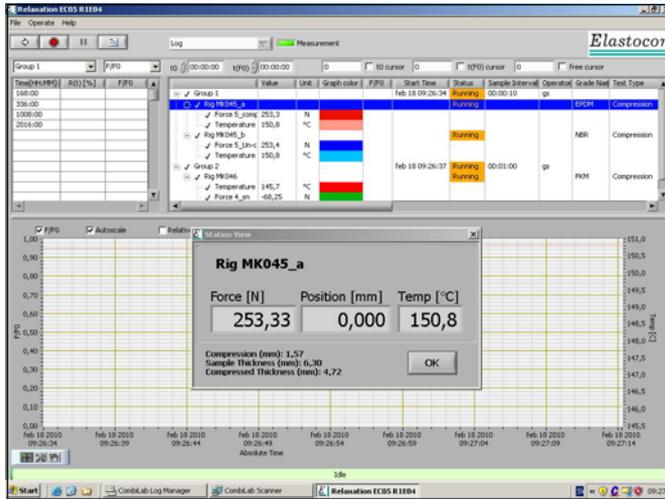 Relaxation EC05 R1E04
File Operate Help
Log Measurement Elastocon
Group 1 F/F0 t0 00:00:00 t(F0) 00:00:00 0 t0 cursor 0 t(F0) cursor 0 Free cursor
Time[HH:MM] R(t) [%] F/F0 Value Unit Graph color F/F0 Start Time Status Sample Interval Operator Grade Nam Test Type
168:00 Group 1 feb 18 09:26:34 Running 00:00:10 gs
336:00 Rig MK045_a Running EPDM Compression
1008:00 Force 5_comp 253,3 N
2016:00 Temperature 150,8 °C
Rig MK045_b Running NBR Compression
Force 5_Un-c 253,4 N
Temperature 150,8 °C
Group 2 feb 18 09:26:37 Running 00:01:00 gs
Rig MK046 Running FKM Compression
Temperature 145,7 °C
Force 4_sn -68,25 N
F/F0 Autoscale Relativ
Station View
Rig MK045_a
Force [N] Position [mm] Temp [°C]
253,33 0,000 150,8
Compression (mm): 1,57
Sample Thickness (mm): 6,30
Compressed Thickness (mm): 4,72
OK
F/F0
1,00
0,90
0,80
0,70
0,60
0,50
0,40
0,30
0,20
0,10
0,00
151,0
150,5
150,0
149,5
149,0
148,5
148,0
147,5
147,0
146,5
146,0
145,5
Temp [°C]
feb 18 2010 feb 18 2010 feb 18 2010 feb 18 2010 feb 18 2010 feb 18 2010 feb 18 2010 feb 18 2010 feb 18 2010
09:26:34 09:26:39 09:26:44 09:26:49 09:26:54 09:26:59 09:27:04 09:27:09 09:27:14
Absolute Time
Idle
Start CombiLab Log Manager CombiLab Scanner Relaxation EC05 R1E04 09:27